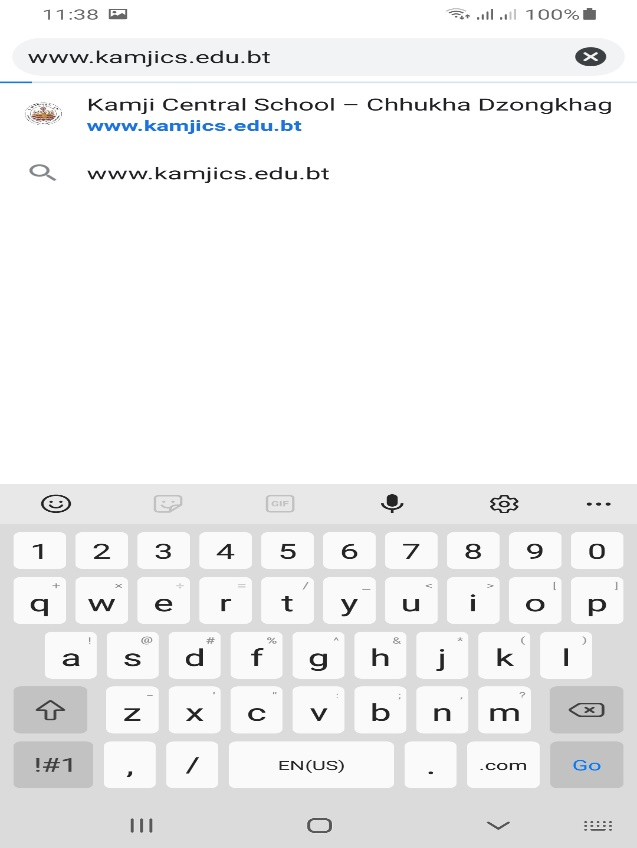 11:38 100%
www.kamjics.edu.bt
Kamji Central School – Chhukha Dzongkhag
www.kamjics.edu.bt
www.kamjics.edu.bt
GIF
1 2 3 4 5 6 7 8 9 0
+ × ÷ = / _ < > [ ]
q w e r t y u i o p
! @ # % ^ & * ( )
a s d f g h j k l
- ' " : ; , ?
z x c v b n m
!#1 , / EN(US) . .com Go